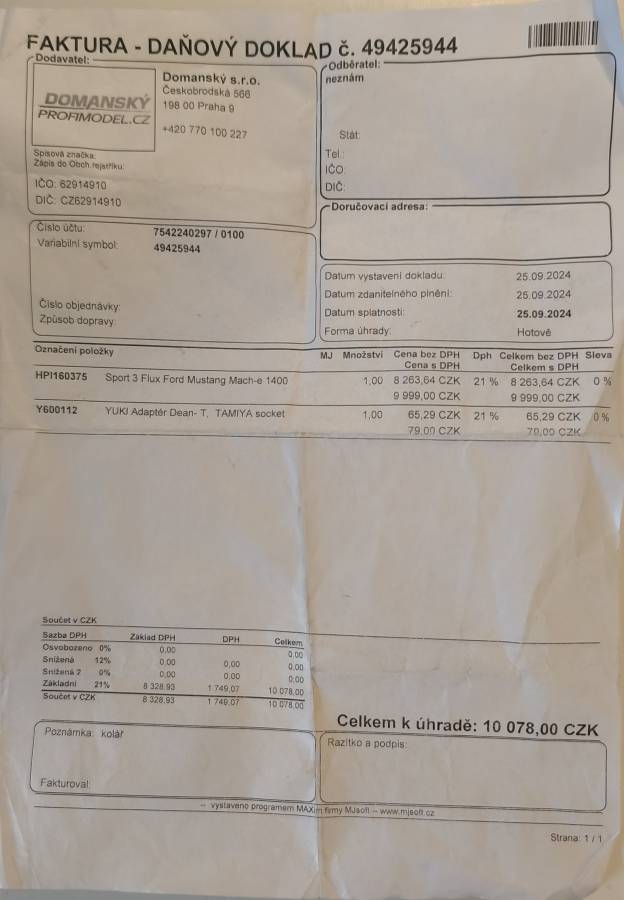 FAKTURA - DAŇOVÝ DOKLAD č. 49425944
Dodavatel:
DOMANSKÝ
PROFIMODEL.CZ
Domanský s.r.o.
Českobrodská 566
198 00 Praha 9
+420 770 100 227
Spisová značka:
Zápis do Obch.rejstříku:
IČO: 62914910
DIČ: CZ62914910
Odběratel:
neznám
Stát:
Tel.:
IČO:
DIČ:
Doručovací adresa:
Číslo účtu: 7542240297 / 0100
Variabilní symbol: 49425944
Číslo objednávky:
Způsob dopravy:
Datum vystavení dokladu: 25.09.2024
Datum zdanitelného plnění: 25.09.2024
Datum splatnosti: 25.09.2024
Forma úhrady: Hotově
Označení položky MJ Množství Cena bez DPH Dph Celkem bez DPH Sleva
Cena s DPH Celkem s DPH
HPI160375 Sport 3 Flux Ford Mustang Mach-e 1400 1,00 8 263,64 CZK 21 % 8 263,64 CZK 0 %
9 999,00 CZK 9 999,00 CZK
Y600112 YUKI Adaptér Dean- T, TAMIYA socket 1,00 65,29 CZK 21 % 65,29 CZK 0 %
79,00 CZK 79,00 CZK
Součet v CZK
Sazba DPH Základ DPH DPH Celkem
Osvobozeno 0% 0,00 0,00
Snížená 12% 0,00 0,00 0,00
Snížená 2 0% 0,00 0,00 0,00
Základní 21% 8 328,93 1 749,07 10 078,00
Součet v CZK 8 328,93 1 749,07 10 078,00
Celkem k úhradě: 10 078,00 CZK
Poznámka: kolář
Fakturoval:
Razítko a podpis:
-- vystaveno programem MAXim firmy MJsoft -- www.mjsoft.cz
Strana: 1 / 1